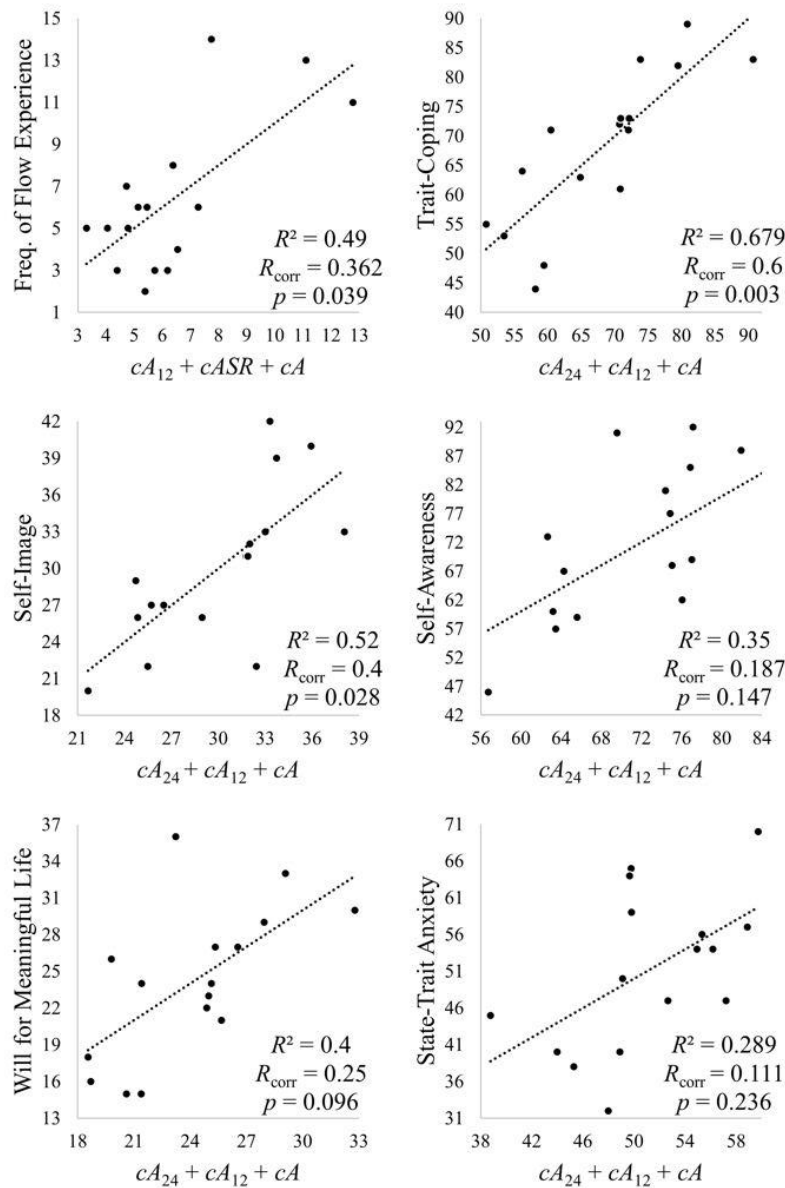 15
13
11
9
7
5
3
1
Freq. of Flow Experience
R² = 0.49
Rcorr = 0.362
p = 0.039
3 4 5 6 7 8 9 10 11 12 13
cA12 + cASR + cA
90
85
80
75
70
65
60
55
50
45
40
Trait-Coping
R² = 0.679
Rcorr = 0.6
p = 0.003
50 55 60 65 70 75 80 85 90
cA24 + cA12 + cA
42
39
36
33
30
27
24
21
18
Self-Image
R² = 0.52
Rcorr = 0.4
p = 0.028
21 24 27 30 33 36 39
cA24 + cA12 + cA
92
87
82
77
72
67
62
57
52
47
42
Self-Awareness
R² = 0.35
Rcorr = 0.187
p = 0.147
56 60 64 68 72 76 80 84
cA24 + cA12 + cA
37
34
31
28
25
22
19
16
13
Will for Meaningful Life
R² = 0.4
Rcorr = 0.25
p = 0.096
18 21 24 27 30 33
cA24 + cA12 + cA
71
66
61
56
51
46
41
36
31
State-Trait Anxiety
R² = 0.289
Rcorr = 0.111
p = 0.236
38 42 46 50 54 58
cA24 + cA12 + cA